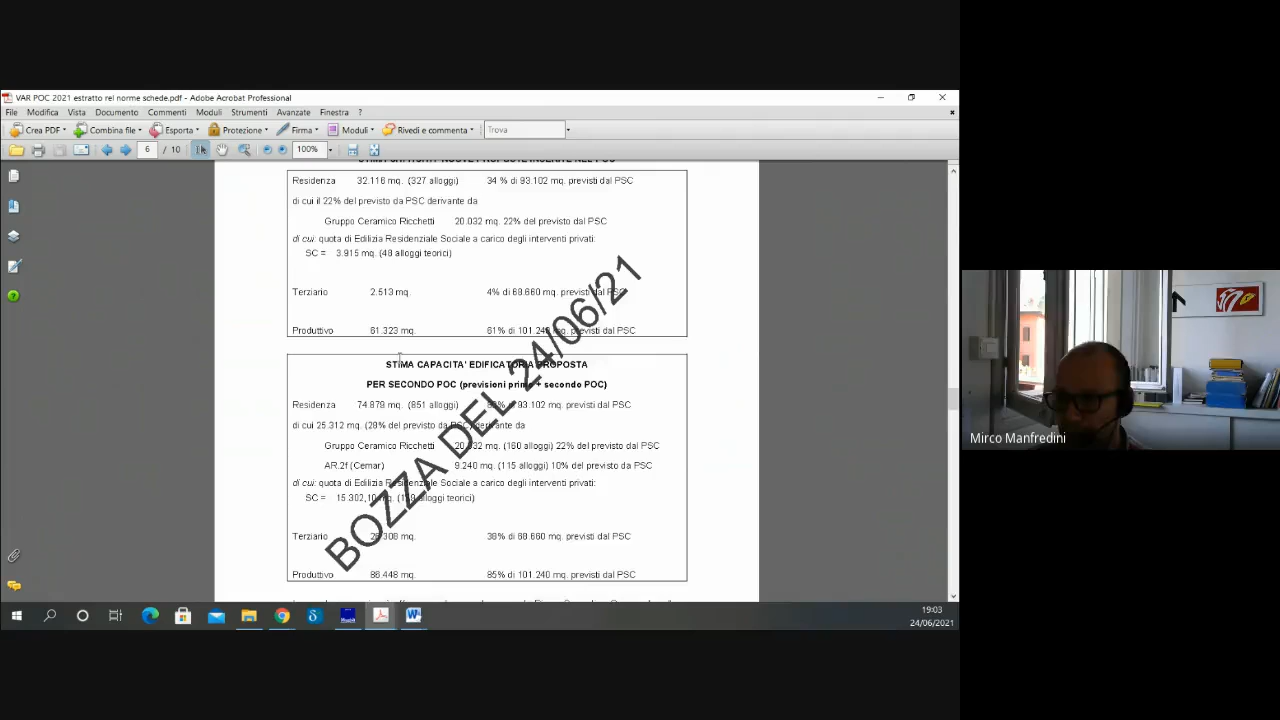 VAR POC 2021 estratto rel norme schede.pdf - Adobe Acrobat Professional
File Modifica Vista Documento Commenti Moduli Strumenti Avanzate Finestra ?
Crea PDF Combina file Esporta Protezione Firma Moduli Rivedi e commenta Trova
6 / 10 100%
Residenza 32.118 mq. (327 alloggi) 34 % di 93.102 mq. previsti dal PSC
di cui il 22% del previsto da PSC derivante da
Gruppo Ceramico Ricchetti 20.032 mq. 22% del previsto da PSC
di cui: quota di Edilizia Residenziale Sociale a carico degli interventi privati:
SC = 3.915 mq. (48 alloggi teorici)
Terziario 2.513 mq. 4% di 68.660 mq. previsti dal PSC
Produttivo 61.323 mq. 61% di 101.240 mq. previsti dal PSC
STIMA CAPACITA' EDIFICATORIA PROPOSTA
PER SECONDO POC (previsioni primo + secondo POC)
Residenza 74.879 mq. (851 alloggi) di 93.102 mq. previsti dal PSC
di cui 25.312 mq. (28% del previsto da PSC) derivante da
Gruppo Ceramico Ricchetti 20.032 mq. (160 alloggi) 22% del previsto da PSC
AR.2f (Cemar) 9.240 mq. (115 alloggi) 10% del previsto da PSC
di cui: quota di Edilizia Residenziale Sociale a carico degli interventi privati:
SC = 15.302,10 mq. alloggi teorici)
Terziario mq. 38% di 68.660 mq. previsti dal PSC
Produttivo 86.448 mq. 85% di 101.240 mq. previsti dal PSC
BOZZA DEL 24/06/21
Mirco Manfredini
19:03
24/06/2021